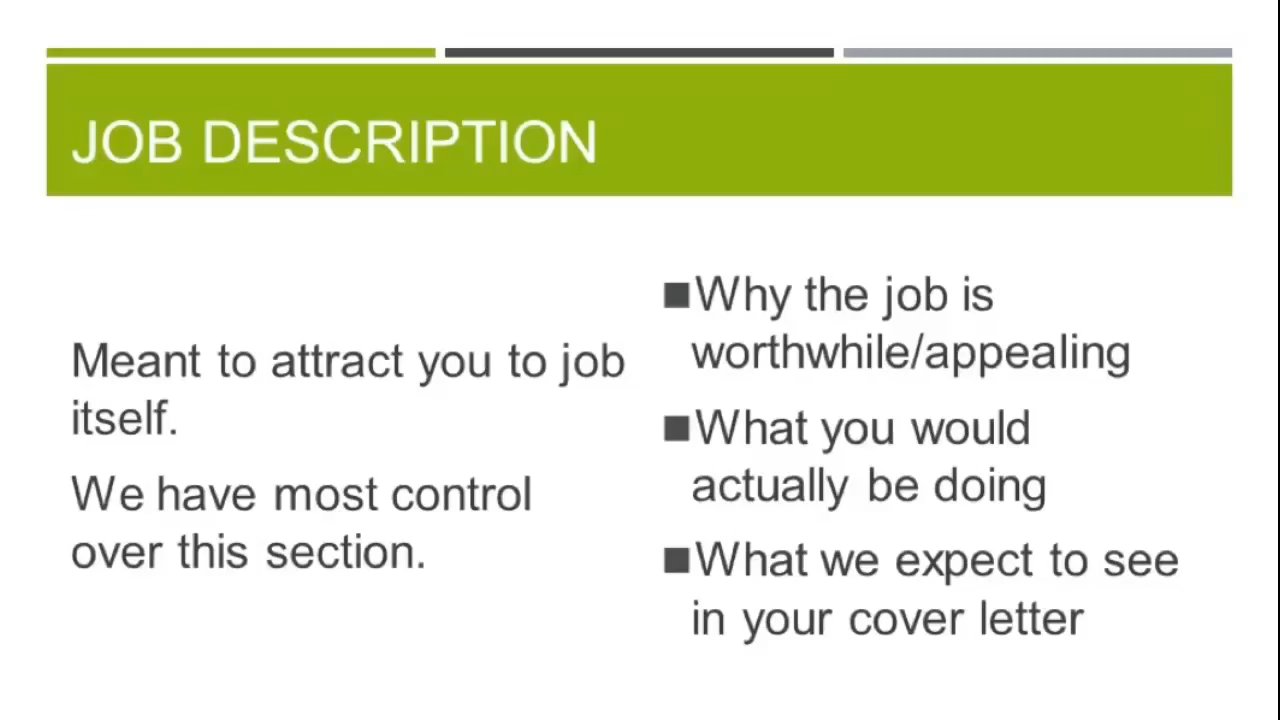 JOB DESCRIPTION
Meant to attract you to job
itself.
We have most control
over this section.
■Why the job is
worthwhile/appealing
■What you would
actually be doing
■What we expect to see
in your cover letter